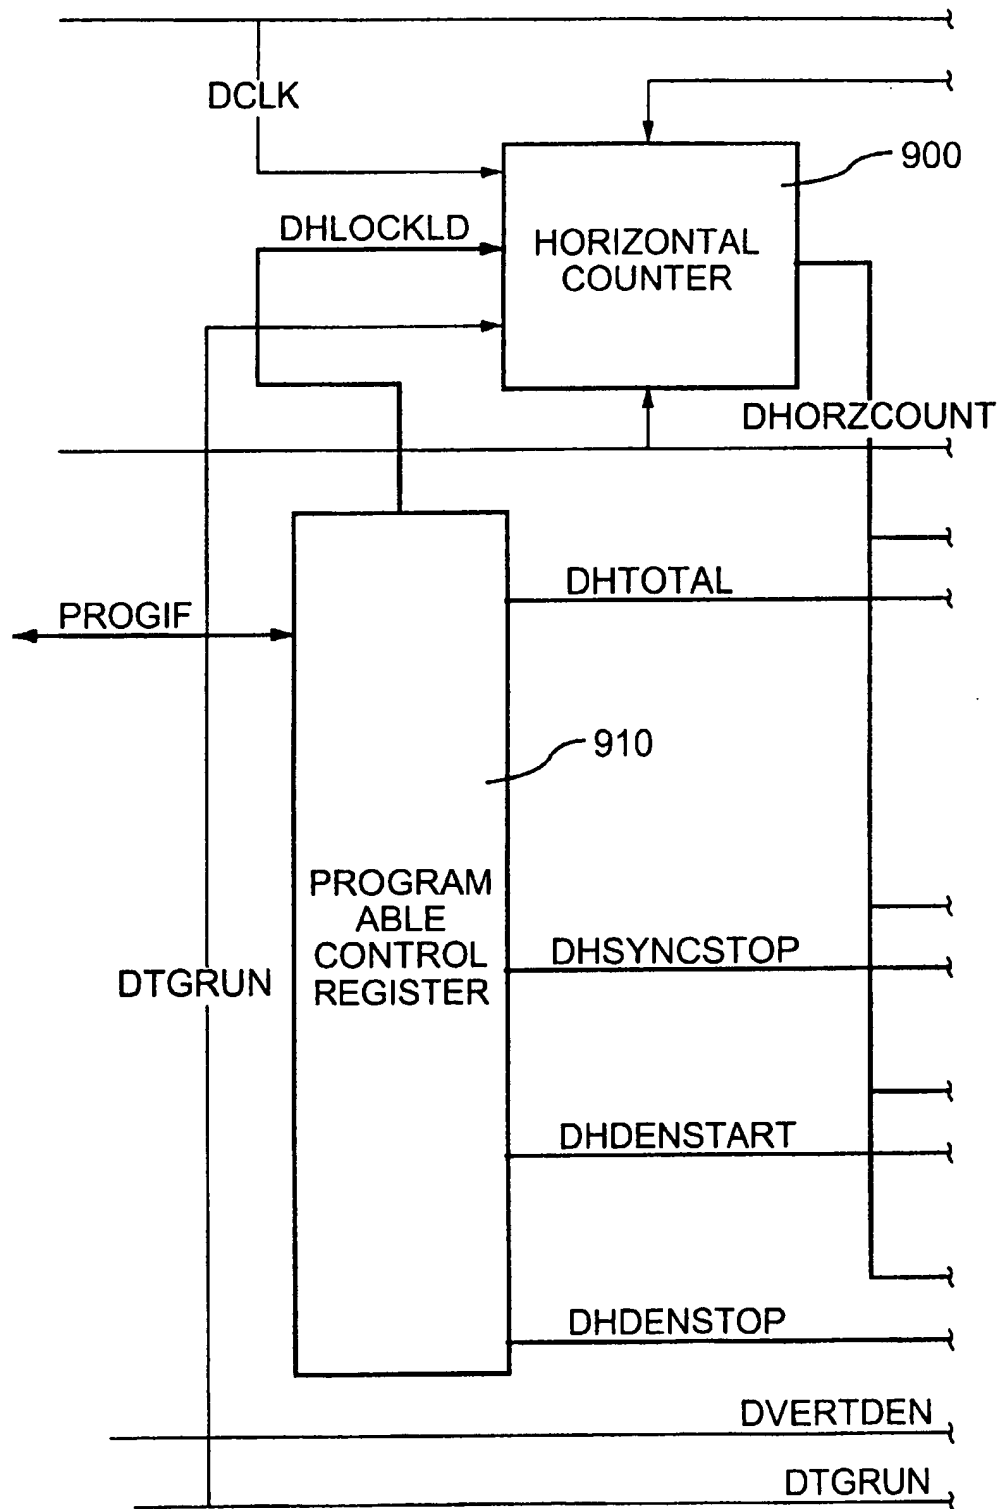 DCLK
900
DHLOCKLD
HORIZONTAL
COUNTER
DHORZCOUNT
DHTOTAL
PROGIF
910
PROGRAM
ABLE
CONTROL
REGISTER
DHSYNCSTOP
DTGRUN
DHDENSTART
DHDENSTOP
DVERTDEN
DTGRUN